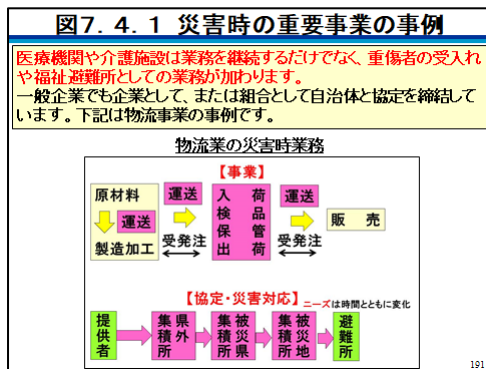 図7.4.1 災害時の重要事業の事例
医療機関や介護施設は業務を継続するだけでなく、重傷者の受入れ
や福祉避難所としての業務が加わります。
一般企業でも企業として、または組合として自治体と協定を締結して
います。下記は物流事業の事例です。
物流業の災害時業務
【事業】
原材料
運送
製造加工
運送
受発注
入荷
検品
保管
出荷
運送
受発注
販売
【協定・災害対応】
ニーズは時間とともに変化
提供者
県外集積所
被災県集積所
被災地集積所
避難所
191